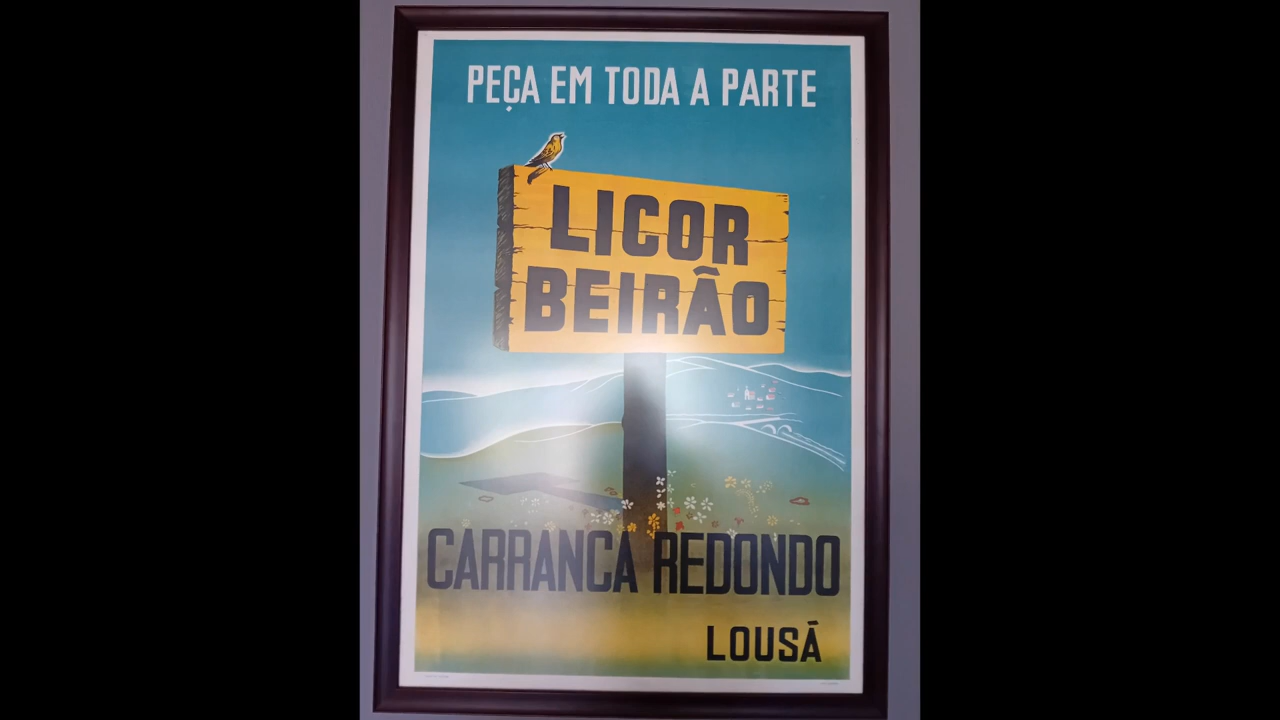 PEÇA EM TODA A PARTE
LICOR
BEIRÃO
CARRANCA REDONDO
LOUSÃ